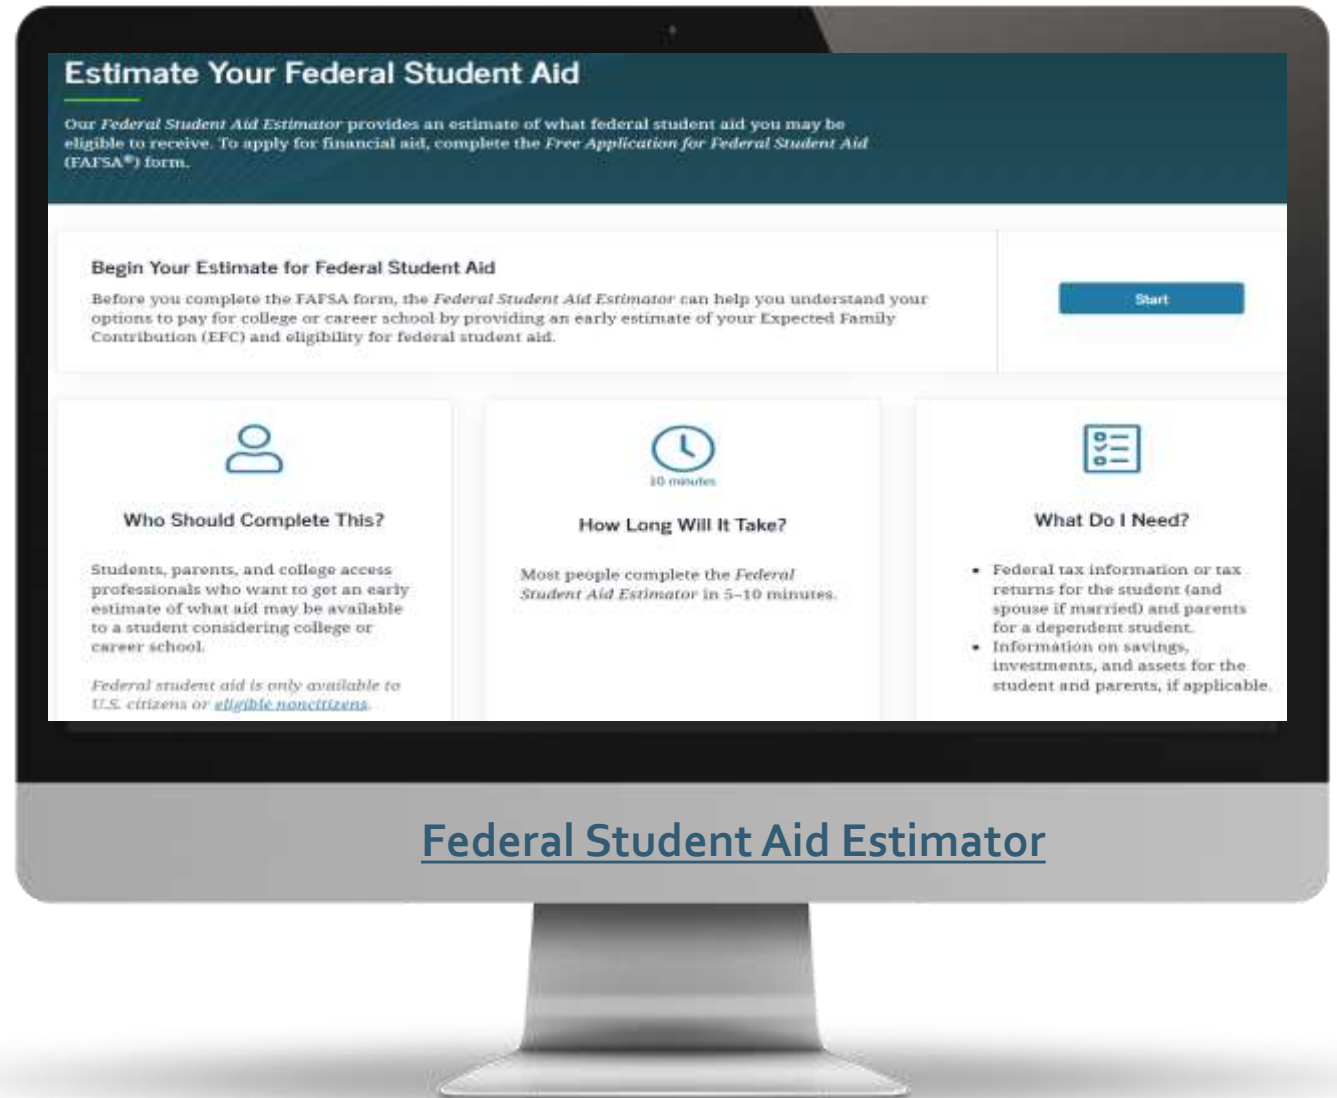 Estimate Your Federal Student Aid
Our Federal Student Aid Estimator provides an estimate of what federal student aid you may be
eligible to receive. To apply for financial aid, complete the Free Application for Federal Student Aid
(FAFSA®) form.
Begin Your Estimate for Federal Student Aid
Before you complete the FAFSA form, the Federal Student Aid Estimator can help you understand your
options to pay for college or career school by providing an early estimate of your Expected Family
Contribution (EFC) and eligibility for federal student aid.
Start
Who Should Complete This?
Students, parents, and college access
professionals who want to get an early
estimate of what aid may be available
to a student considering college or
career school.
Federal student aid is only available to
U.S. citizens or eligible noncitizens.
10 minutes
How Long Will It Take?
Most people complete the Federal
Student Aid Estimator in 5–10 minutes.
What Do I Need?
• Federal tax information or tax
returns for the student (and
spouse if married) and parents
for a dependent student.
• Information on savings,
investments, and assets for the
student and parents, if applicable.
Federal Student Aid Estimator